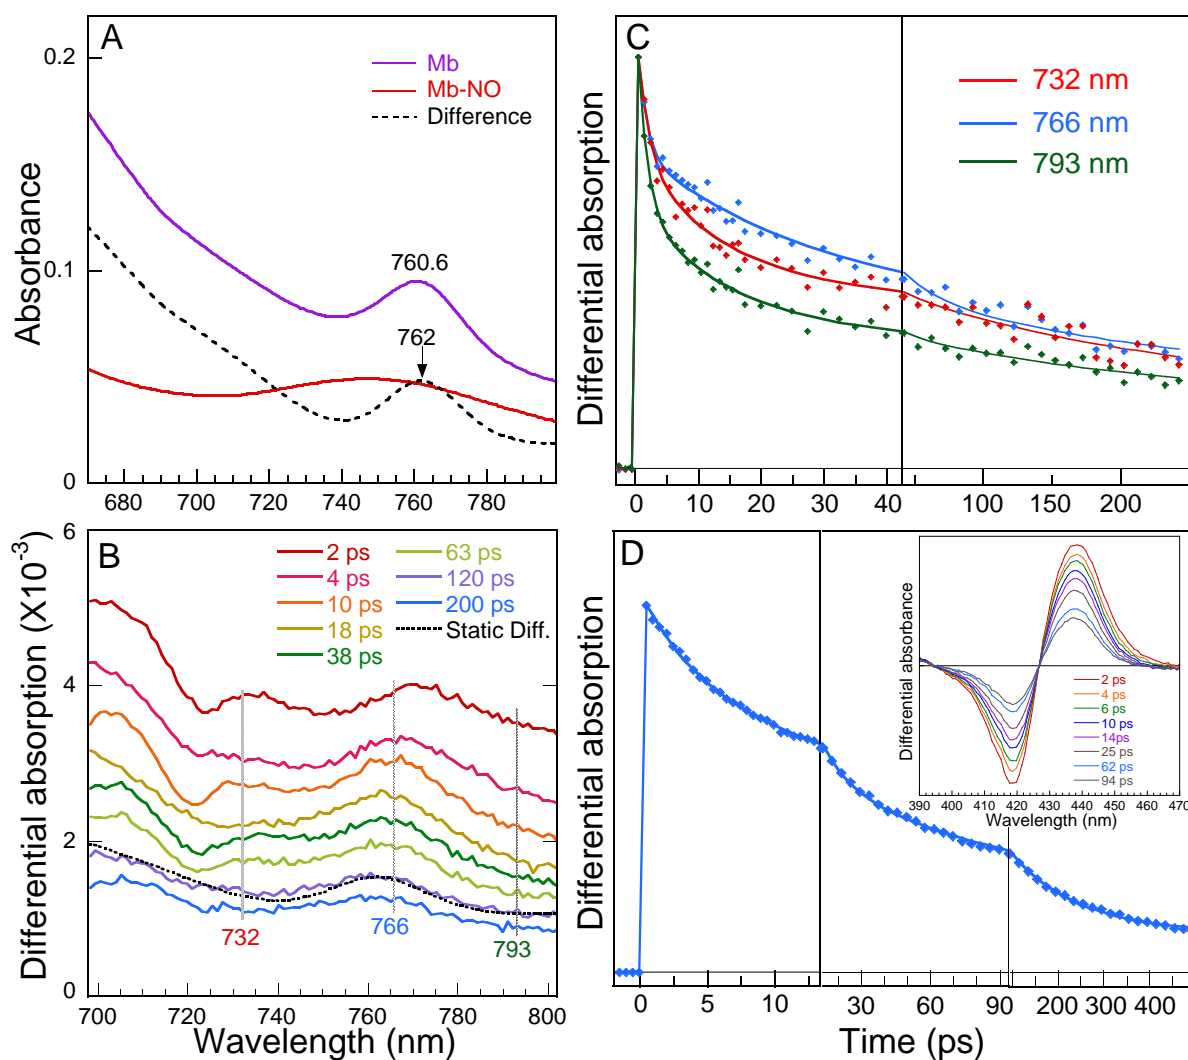 A
Mb
Mb-NO
Difference
760.6
762
0.2
0.1
0
Absorbance
680 700 720 740 760 780
C
732 nm
766 nm
793 nm
Differential absorption
0 10 20 30 40 100 150 200
B
2 ps
4 ps
10 ps
18 ps
38 ps
63 ps
120 ps
200 ps
Static Diff.
732
766
793
6
4
2
0
Differential absorption (X10⁻³)
700 720 740 760 780 800
Wavelength (nm)
D
Differential absorption
0 5 10 30 60 90 200 300 400
Time (ps)
Differential absorbance
2 ps
4 ps
6 ps
10 ps
14ps
25 ps
62 ps
94 ps
390 400 410 420 430 440 450 460 470
Wavelength (nm)